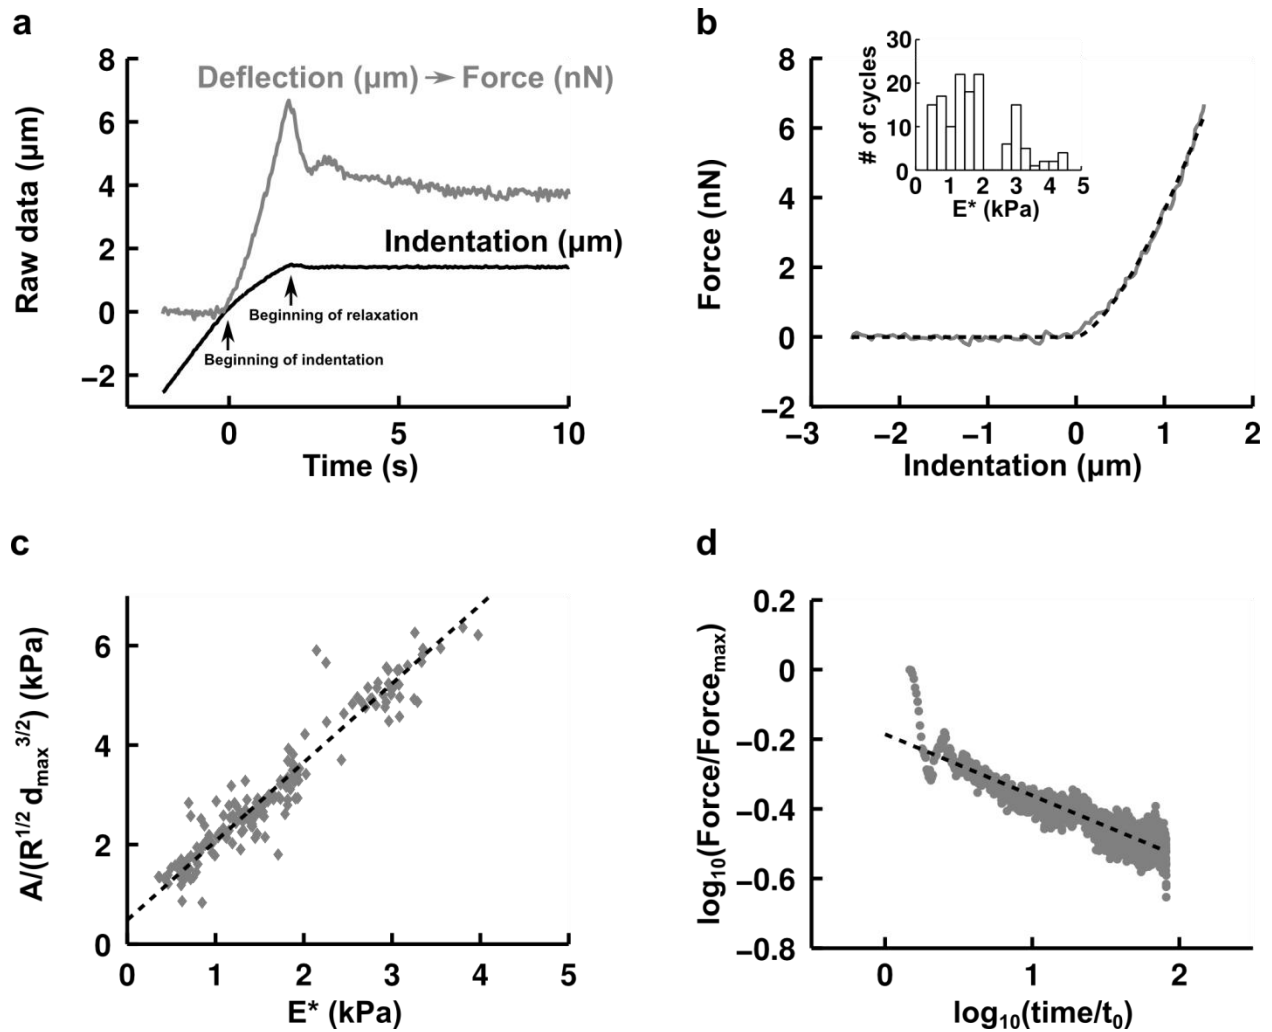 a
Raw data (μm)
8
6
4
2
0
−2
Deflection (μm) → Force (nN)
Indentation (μm)
Beginning of relaxation
Beginning of indentation
0
5
10
Time (s)
b
Force (nN)
8
6
4
2
0
−2
# of cycles
30
20
10
0
0
1
2
3
4
5
E* (kPa)
−3
−2
−1
0
1
2
Indentation (μm)
c
A/(R^{1/2} d_{max}^{3/2}) (kPa)
6
4
2
0
0
1
2
3
4
5
E* (kPa)
d
log₁₀(Force/Force_{max})
0.2
0
−0.2
−0.4
−0.6
−0.8
0
1
2
log₁₀(time/t₀)